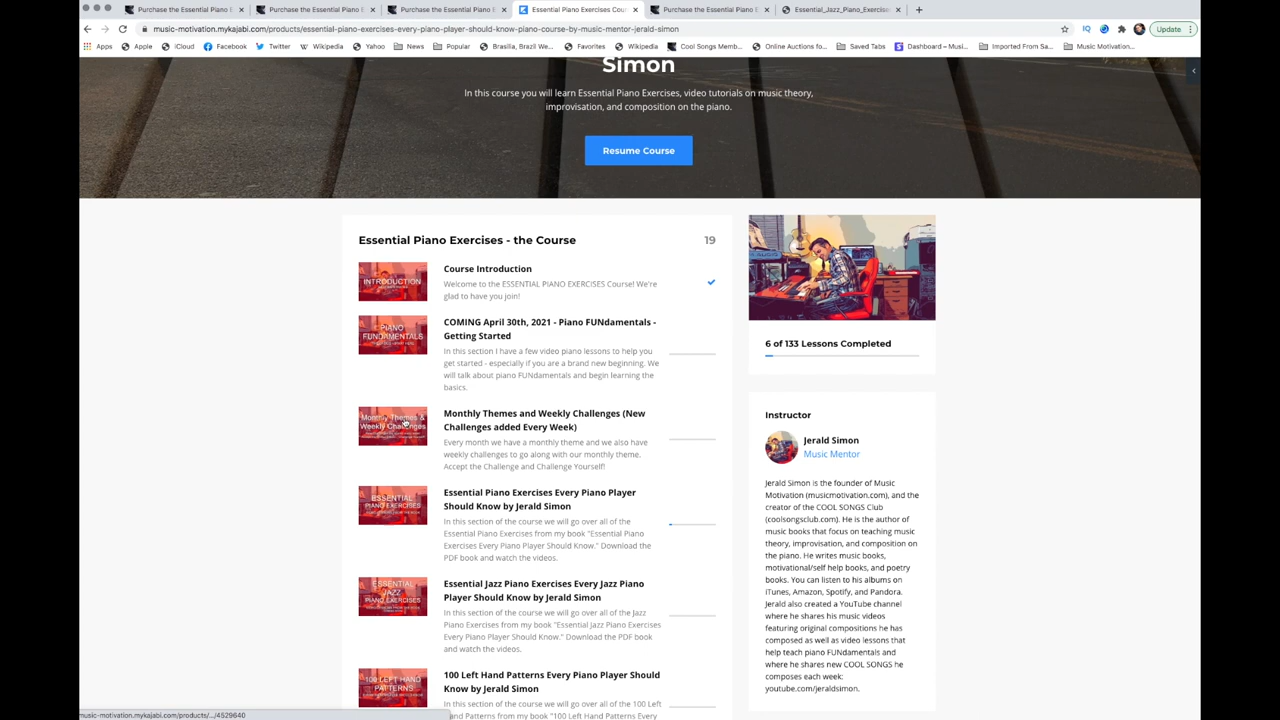 Purchase the Essential Piano E
Purchase the Essential Piano E
Purchase the Essential Piano E
Essential Piano Exercises Cou
Purchase the Essential Piano E
Essential_Jazz_Piano_Exercise
music-motivation.mykajabi.com/products/essential-piano-exercises-every-piano-player-should-know-piano-course-by-music-mentor-jerald-simon
Update
Apps Apple iCloud Facebook Twitter Wikipedia Yahoo News Popular Brasilia, Brazil We... Favorites Wikipedia Cool Songs Memb... Online Auctions fo... Saved Tabs Dashboard – Musi... Imported From Sa... Music Motivation...
Simon
In this course you will learn Essential Piano Exercises, video tutorials on music theory,
improvisation, and composition on the piano.
Resume Course
Essential Piano Exercises - the Course 19
INTRODUCTION
Course Introduction
Welcome to the ESSENTIAL PIANO EXERCISES Course! We're
glad to have you join!
PIANO
FUNDAMENTALS
COMING April 30th, 2021 - Piano FUNdamentals -
Getting Started
In this section I have a few video piano lessons to help you
get started - especially if you are a brand new beginning. We
will talk about piano FUNdamentals and begin learning the
basics.
Monthly Themes &
Weekly Challenges
Monthly Themes and Weekly Challenges (New
Challenges added Every Week)
Every month we have a monthly theme and we also have
weekly challenges to go along with our monthly theme.
Accept the Challenge and Challenge Yourself!
ESSENTIAL
PIANO EXERCISES
Essential Piano Exercises Every Piano Player
Should Know by Jerald Simon
In this section of the course we will go over all of the
Essential Piano Exercises from my book "Essential Piano
Exercises Every Piano Player Should Know." Download the
PDF book and watch the videos.
ESSENTIAL
JAZZ
PIANO EXERCISES
Essential Jazz Piano Exercises Every Jazz Piano
Player Should Know by Jerald Simon
In this section of the course we will go over all of the Jazz
Piano Exercises from my book "Essential Jazz Piano Exercises
Every Piano Player Should Know." Download the PDF book
and watch the videos.
100 LEFT HAND
PATTERNS
100 Left Hand Patterns Every Piano Player Should
Know by Jerald Simon
In this section of the course we will go over all of the
and Patterns from my book "100 Left Hand Patterns Every
6 of 133 Lessons Completed
Instructor
Jerald Simon
Music Mentor
Jerald Simon is the founder of Music
Motivation (musicmotivation.com), and the
creator of the COOL SONGS Club
(coolsongsclub.com). He is the author of
music books that focus on teaching music
theory, improvisation, and composition on
the piano. He writes music books,
motivational/self help books, and poetry
books. You can listen to his albums on
iTunes, Amazon, Spotify, and Pandora.
Jerald also created a YouTube channel
where he shares his music videos
featuring original compositions he has
composed as well as video lessons that
help teach piano FUNdamentals and
where he shares new COOL SONGS he
composes each week:
youtube.com/jeraldsimon.
music-motivation.mykajabi.com/products/.../4529640